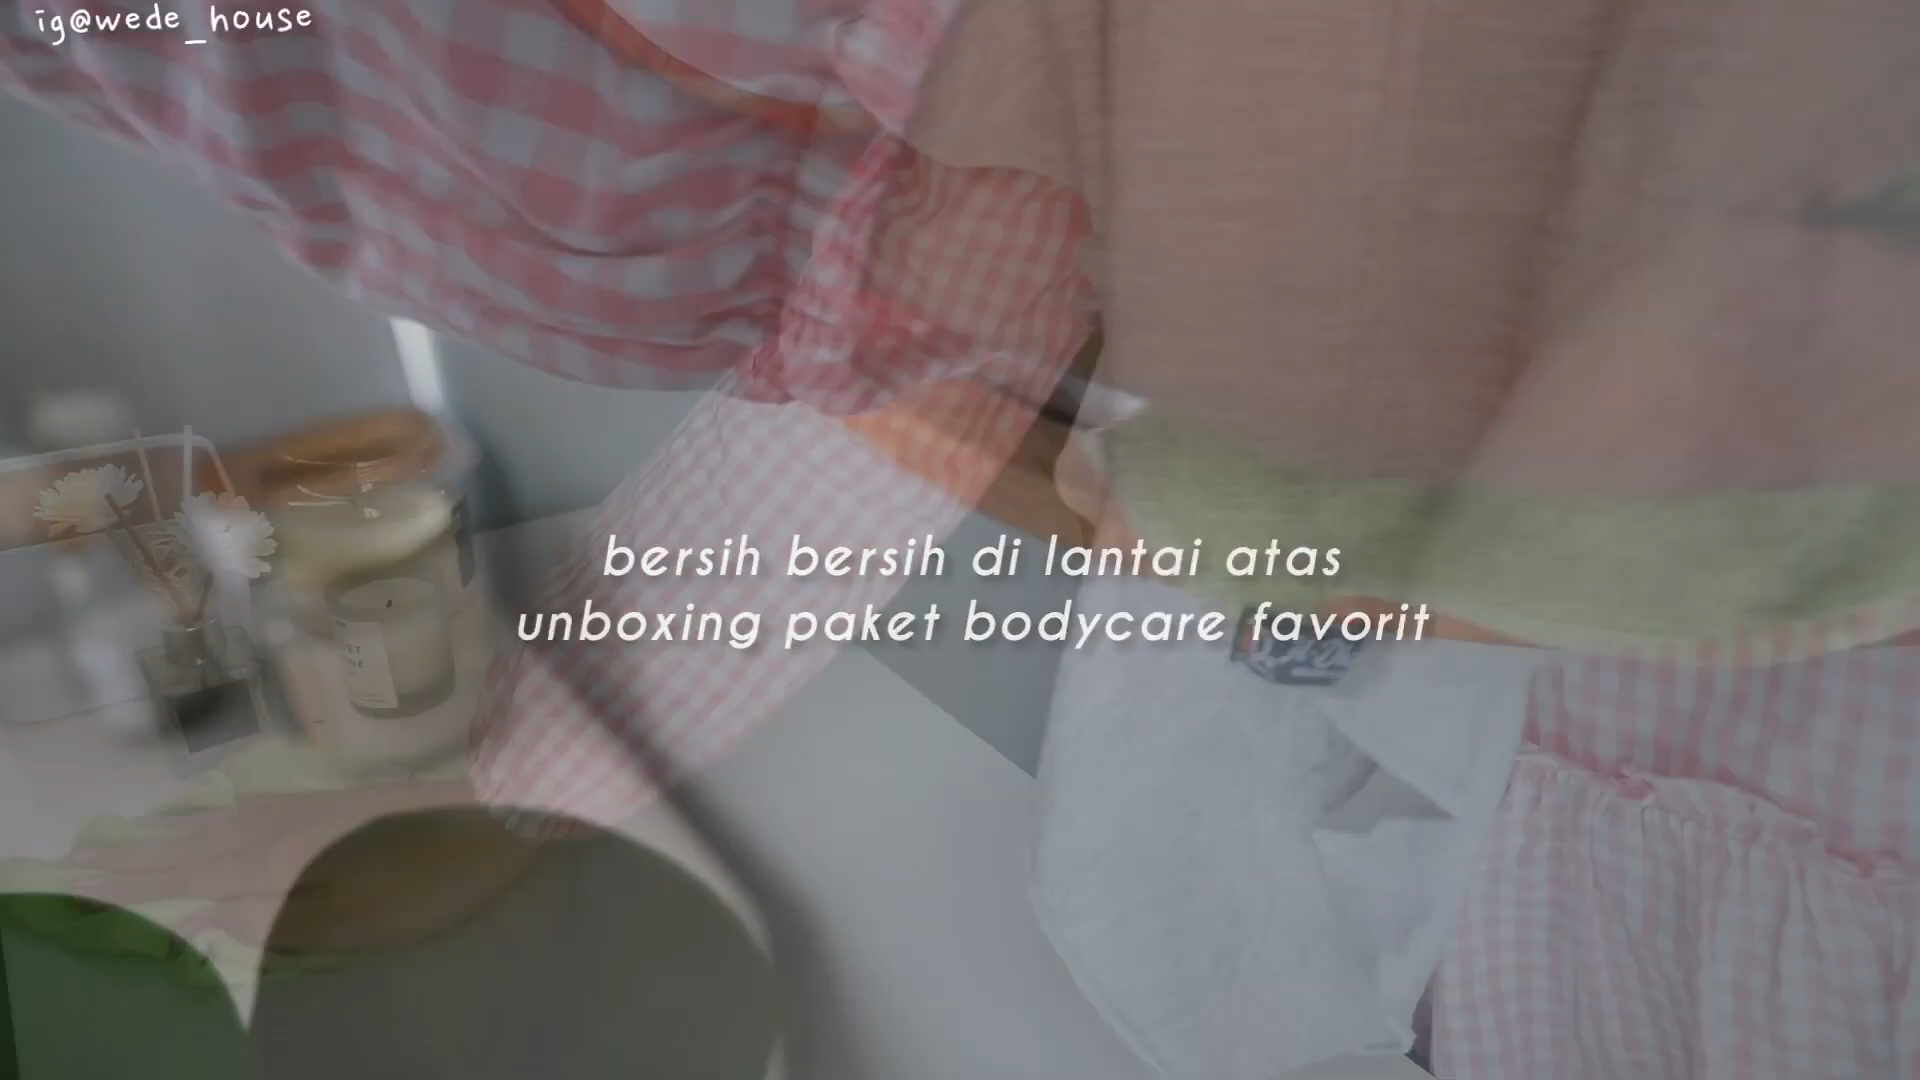 ig@wede_house
bersih bersih di lantai atas
unboxing paket bodycare favorit